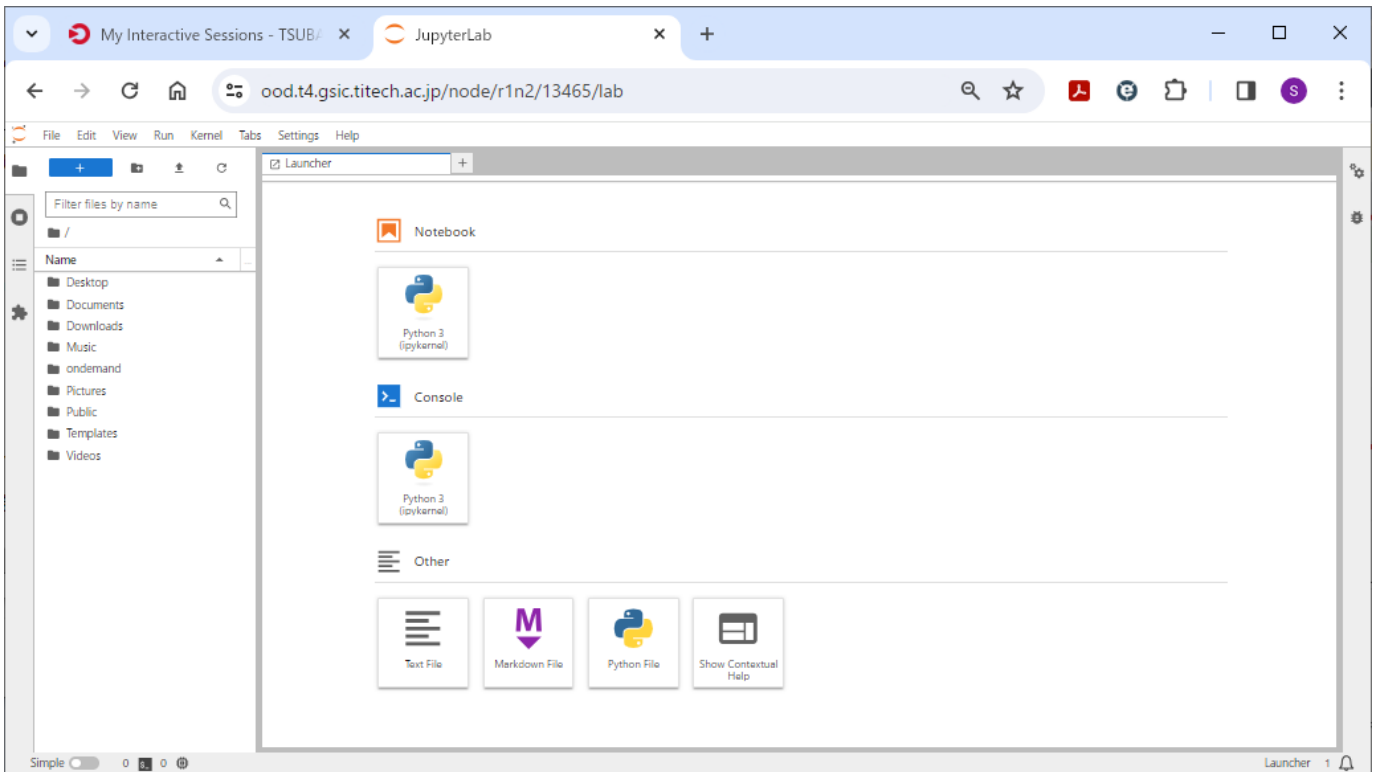 My Interactive Sessions - TSUBA
JupyterLab
ood.t4.gsic.titech.ac.jp/node/r1n2/13465/lab
S
File Edit View Run Kernel Tabs Settings Help
Launcher
Filter files by name
/
Name
Desktop
Documents
Downloads
Music
ondemand
Pictures
Public
Templates
Videos
Notebook
Python 3
(ipykernel)
Console
Python 3
(ipykernel)
Other
Text File
M
Markdown File
Python File
Show Contextual
Help
Simple 0 0
Launcher 1